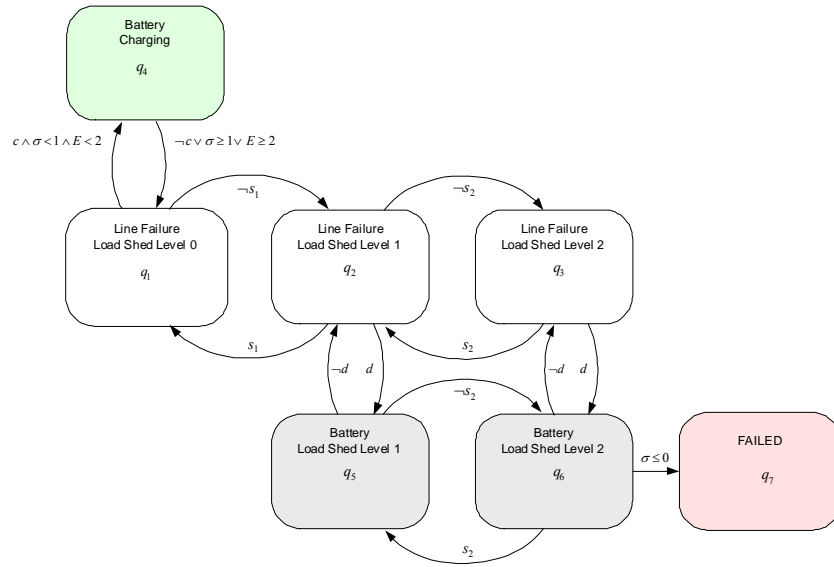 Battery
Charging
q₄
c ∧ σ < 1 ∧ E < 2
¬c ∨ σ ≥ 1 ∨ E ≥ 2
¬s₁
¬s₂
Line Failure
Load Shed Level 0
q₁
Line Failure
Load Shed Level 1
q₂
Line Failure
Load Shed Level 2
q₃
s₁
s₂
¬d
d
¬d
d
¬s₂
Battery
Load Shed Level 1
q₅
Battery
Load Shed Level 2
q₆
σ ≤ 0
FAILED
q₇
s₂